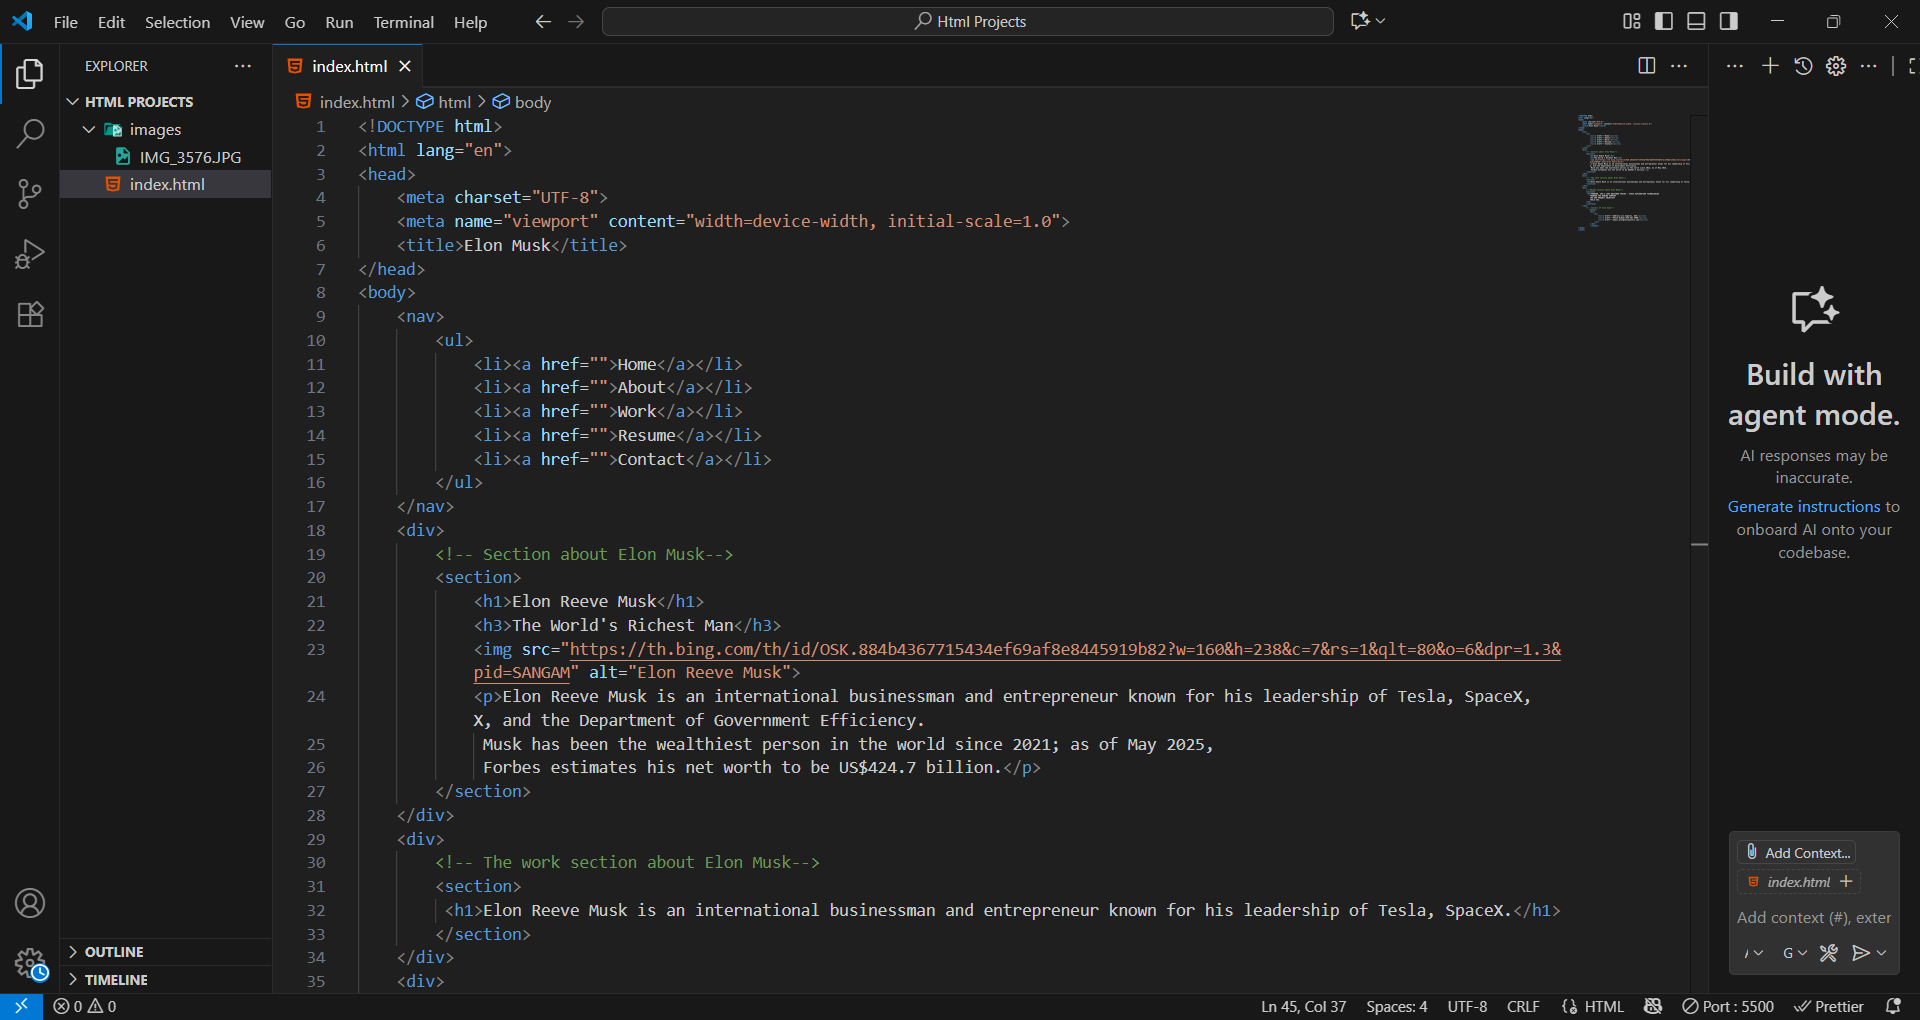 File Edit Selection View Go Run Terminal Help
Html Projects
EXPLORER
HTML PROJECTS
images
IMG_3576.JPG
index.html
OUTLINE
TIMELINE
index.html
index.html > html > body
1 <!DOCTYPE html>
2 <html lang="en">
3 <head>
4 <meta charset="UTF-8">
5 <meta name="viewport" content="width=device-width, initial-scale=1.0">
6 <title>Elon Musk</title>
7 </head>
8 <body>
9 <nav>
10 <ul>
11 <li><a href="">Home</a></li>
12 <li><a href="">About</a></li>
13 <li><a href="">Work</a></li>
14 <li><a href="">Resume</a></li>
15 <li><a href="">Contact</a></li>
16 </ul>
17 </nav>
18 <div>
19 <!-- Section about Elon Musk-->
20 <section>
21 <h1>Elon Reeve Musk</h1>
22 <h3>The World's Richest Man</h3>
23 <img src="https://th.bing.com/th/id/OSK.884b4367715434ef69af8e8445919b82?w=160&h=238&c=7&rs=1&qlt=80&o=6&dpr=1.3&
pid=SANGAM" alt="Elon Reeve Musk">
24 <p>Elon Reeve Musk is an international businessman and entrepreneur known for his leadership of Tesla, SpaceX,
X, and the Department of Government Efficiency.
25 Musk has been the wealthiest person in the world since 2021; as of May 2025,
26 Forbes estimates his net worth to be US$424.7 billion.</p>
27 </section>
28 </div>
29 <div>
30 <!-- The work section about Elon Musk-->
31 <section>
32 <h1>Elon Reeve Musk is an international businessman and entrepreneur known for his leadership of Tesla, SpaceX.</h1>
33 </section>
34 </div>
35 <div>
Build with
agent mode.
AI responses may be
inaccurate.
Generate instructions to
onboard AI onto your
codebase.
Add Context...
index.html
Add context (#), exter
G
0 0
Ln 45, Col 37 Spaces: 4 UTF-8 CRLF HTML Port : 5500 Prettier